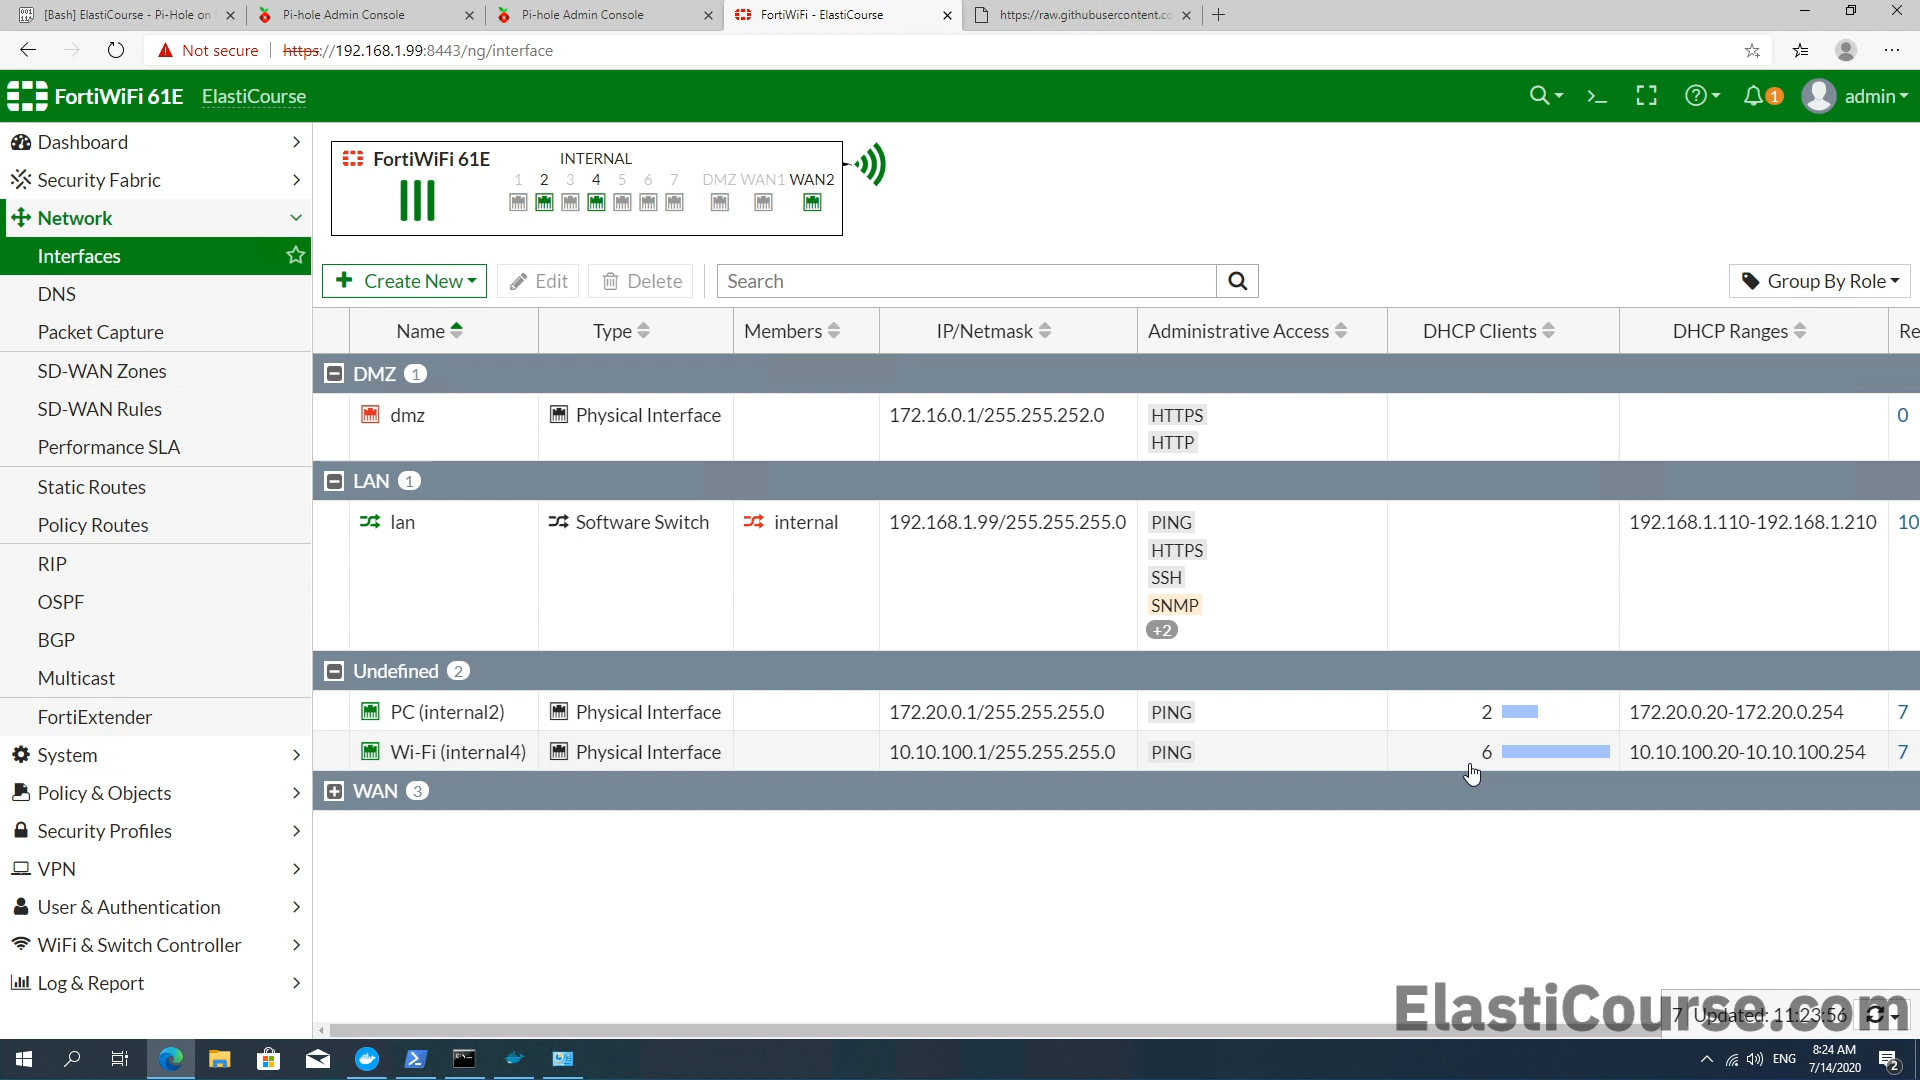 [Bash] ElastiCourse - Pi-Hole on
Pi-hole Admin Console
Pi-hole Admin Console
FortiWiFi - ElastiCourse
https://raw.githubusercontent.cc
Not secure
https://192.168.1.99:8443/ng/interface
FortiWiFi 61E ElastiCourse
1
admin
Dashboard
Security Fabric
Network
Interfaces
DNS
Packet Capture
SD-WAN Zones
SD-WAN Rules
Performance SLA
Static Routes
Policy Routes
RIP
OSPF
BGP
Multicast
FortiExtender
System
Policy & Objects
Security Profiles
VPN
User & Authentication
WiFi & Switch Controller
Log & Report
FortiWiFi 61E
INTERNAL
1 2 3 4 5 6 7 DMZ WAN1 WAN2
Create New
Edit
Delete
Search
Group By Role
Name Type Members IP/Netmask Administrative Access DHCP Clients DHCP Ranges Re
DMZ 1
dmz Physical Interface 172.16.0.1/255.255.252.0 HTTPS 0
HTTP
LAN 1
lan Software Switch internal 192.168.1.99/255.255.255.0 PING 192.168.1.110-192.168.1.210 10
HTTPS
SSH
SNMP
+2
Undefined 2
PC (internal2) Physical Interface 172.20.0.1/255.255.255.0 PING 2 172.20.0.20-172.20.0.254 7
Wi-Fi (internal4) Physical Interface 10.10.100.1/255.255.255.0 PING 6 10.10.100.20-10.10.100.254 7
WAN 3
ElastiCourse.com
7 Updated: 11:23:56
ENG
8:24 AM
7/14/2020
2